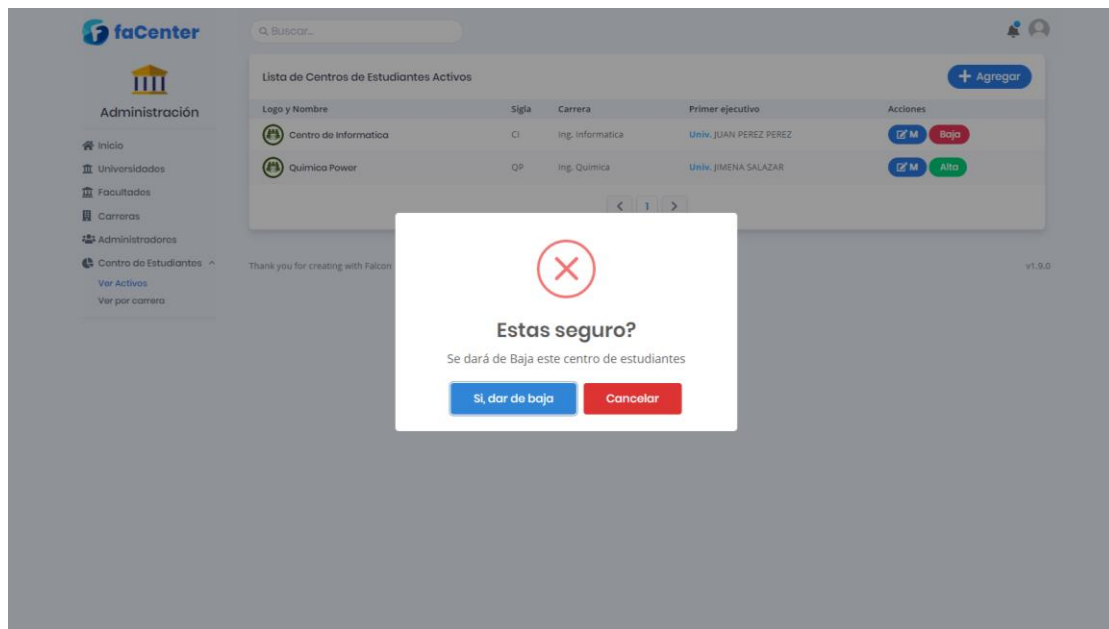 faCenter
Buscar...
Administración
Inicio
Universidades
Facultades
Carreras
Administradores
Centro de Estudiantes
Ver Activos
Ver por carrera
Lista de Centros de Estudiantes Activos
+ Agregar
Logo y Nombre Sigla Carrera Primer ejecutivo Acciones
Centro de Informatica CI Ing. Informatica Univ. JUAN PEREZ PEREZ M Baja
Quimica Power QP Ing. Quimica Univ. JIMENA SALAZAR M Alta
< 1 >
Thank you for creating with Falcon
v1.9.0
Estas seguro?
Se dará de Baja este centro de estudiantes
Si, dar de baja
Cancelar